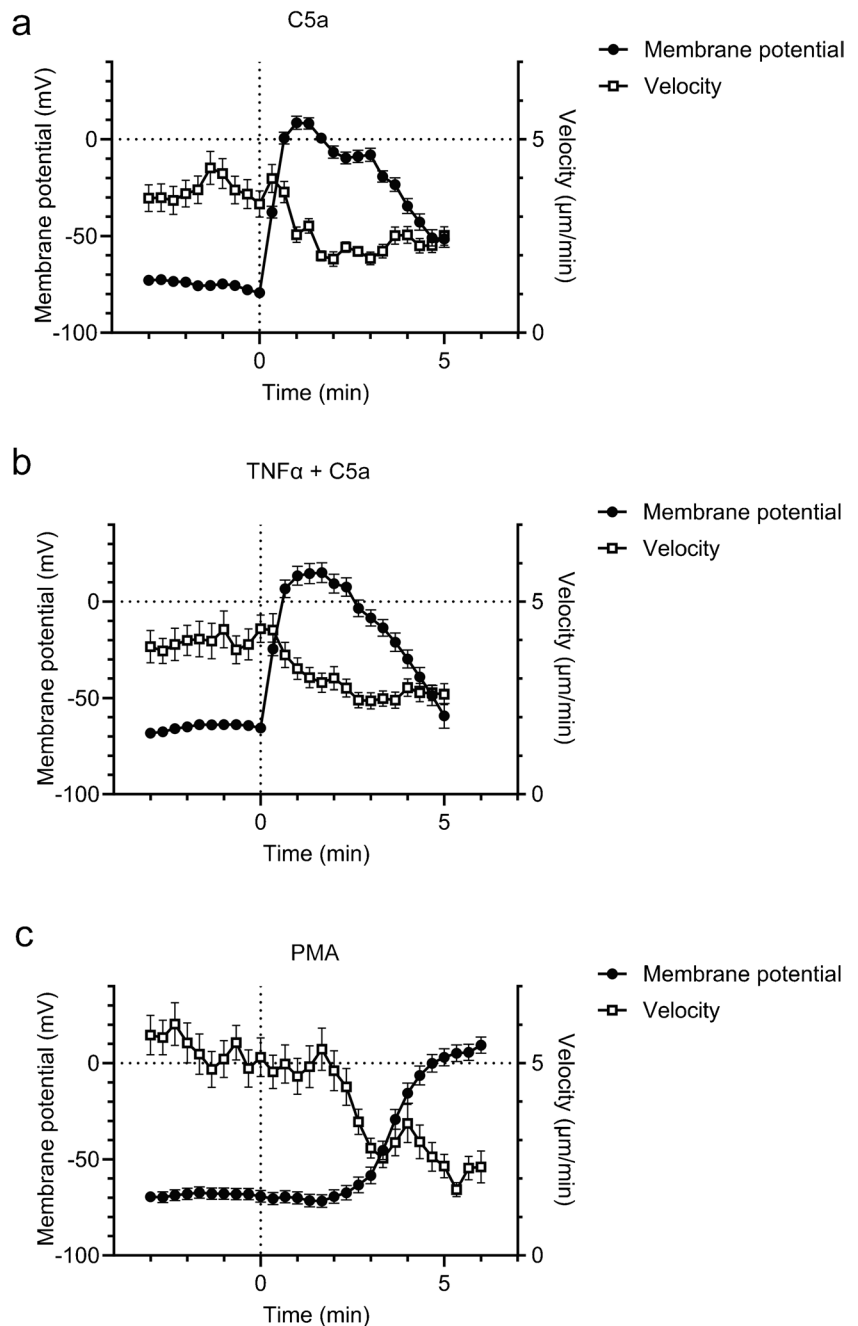 a
C5a
Membrane potential
Velocity
Membrane potential (mV)
0
-50
-100
5
0
Velocity (µm/min)
0
5
Time (min)
b
TNFα + C5a
Membrane potential
Velocity
Membrane potential (mV)
0
-50
-100
5
0
Velocity (µm/min)
0
5
Time (min)
c
PMA
Membrane potential
Velocity
Membrane potential (mV)
0
-50
-100
5
0
Velocity (µm/min)
0
5
Time (min)